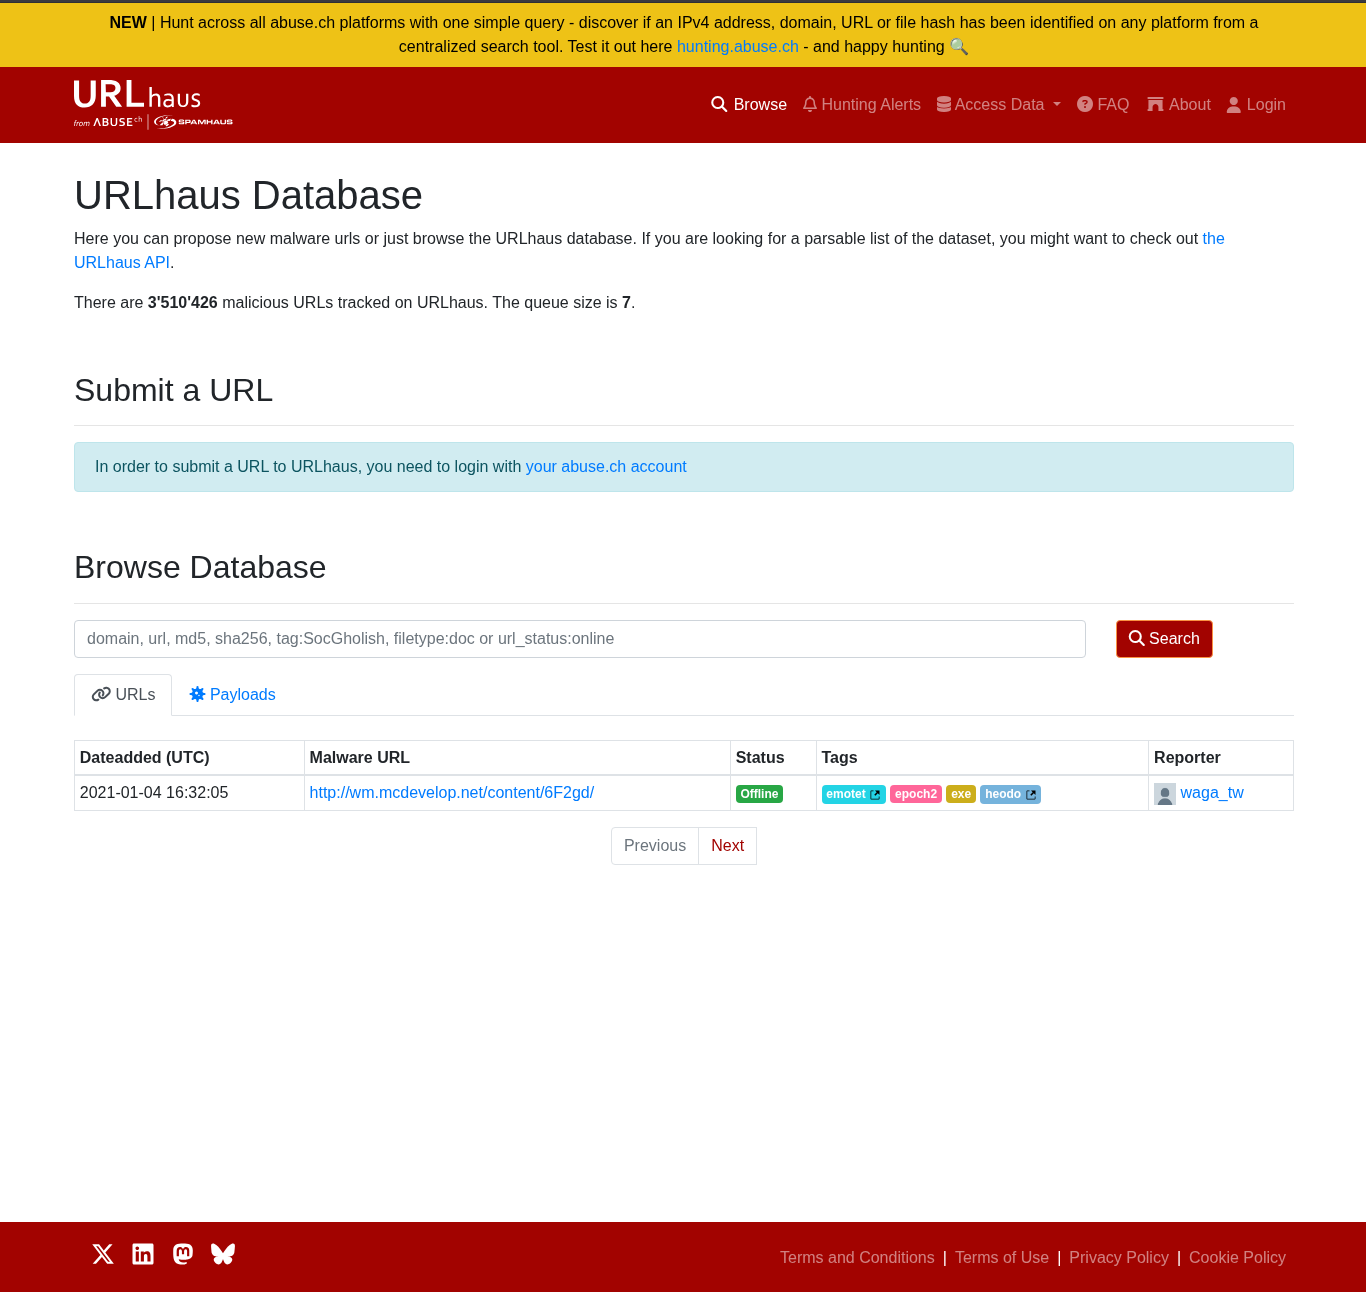 NEW | Hunt across all abuse.ch platforms with one simple query - discover if an IPv4 address, domain, URL or file hash has been identified on any platform from a
centralized search tool. Test it out here hunting.abuse.ch - and happy hunting 🔍
URLhaus
from ABUSE ch | SPAMHAUS
Browse Hunting Alerts Access Data FAQ About Login
URLhaus Database
Here you can propose new malware urls or just browse the URLhaus database. If you are looking for a parsable list of the dataset, you might want to check out the
URLhaus API.
There are 3'510'426 malicious URLs tracked on URLhaus. The queue size is 7.
Submit a URL
In order to submit a URL to URLhaus, you need to login with your abuse.ch account
Browse Database
domain, url, md5, sha256, tag:SocGholish, filetype:doc or url_status:online Search
URLs Payloads
Dateadded (UTC) Malware URL Status Tags Reporter
2021-01-04 16:32:05 http://wm.mcdevelop.net/content/6F2gd/ Offline emotet epoch2 exe heodo waga_tw
Previous Next
Terms and Conditions | Terms of Use | Privacy Policy | Cookie Policy